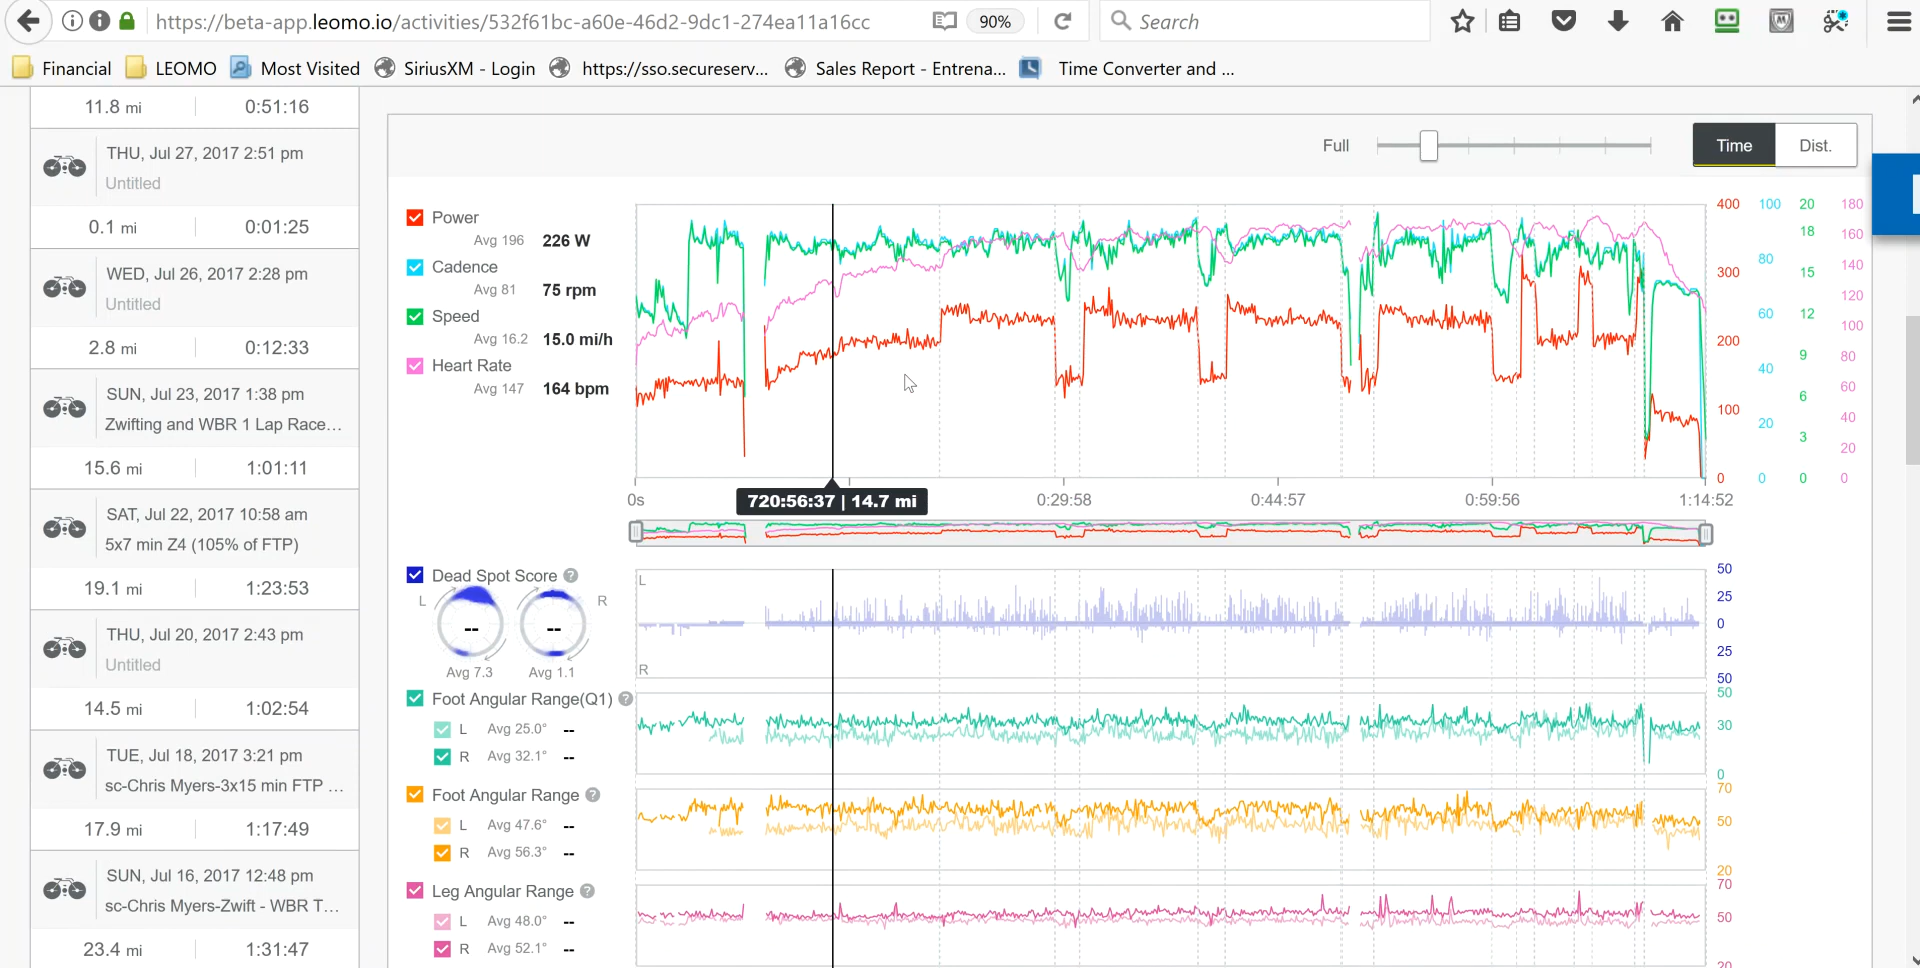 https://beta-app.leomo.io/activities/532f61bc-a60e-46d2-9dc1-274ea11a16cc
90%
Search
Financial LEOMO Most Visited SiriusXM - Login https://sso.secureserv... Sales Report - Entrena... Time Converter and ...
11.8 mi 0:51:16
THU, Jul 27, 2017 2:51 pm
Untitled
0.1 mi 0:01:25
WED, Jul 26, 2017 2:28 pm
Untitled
2.8 mi 0:12:33
SUN, Jul 23, 2017 1:38 pm
Zwifting and WBR 1 Lap Race...
15.6 mi 1:01:11
SAT, Jul 22, 2017 10:58 am
5x7 min Z4 (105% of FTP)
19.1 mi 1:23:53
THU, Jul 20, 2017 2:43 pm
Untitled
14.5 mi 1:02:54
TUE, Jul 18, 2017 3:21 pm
sc-Chris Myers-3x15 min FTP ...
17.9 mi 1:17:49
SUN, Jul 16, 2017 12:48 pm
sc-Chris Myers-Zwift - WBR T...
23.4 mi 1:31:47
Full
Time Dist.
Power
Avg 196 226 W
Cadence
Avg 81 75 rpm
Speed
Avg 16.2 15.0 mi/h
Heart Rate
Avg 147 164 bpm
400 100 20 180
18 160
80 15 140
300
120
60 12 100
200
9 80
40
6 60
100 40
20 3
20
0 0 0 0
0s 720:56:37 | 14.7 mi 0:29:58 0:44:57 0:59:56 1:14:52
Dead Spot Score ?
L R
-- --
Avg 7.3 Avg 1.1
L
R
50
25
0
25
50
Foot Angular Range(Q1) ?
L Avg 25.0° --
R Avg 32.1° --
50
30
0
Foot Angular Range ?
L Avg 47.6° --
R Avg 56.3° --
70
50
20
Leg Angular Range ?
L Avg 48.0° --
R Avg 52.1° --
70
50
20